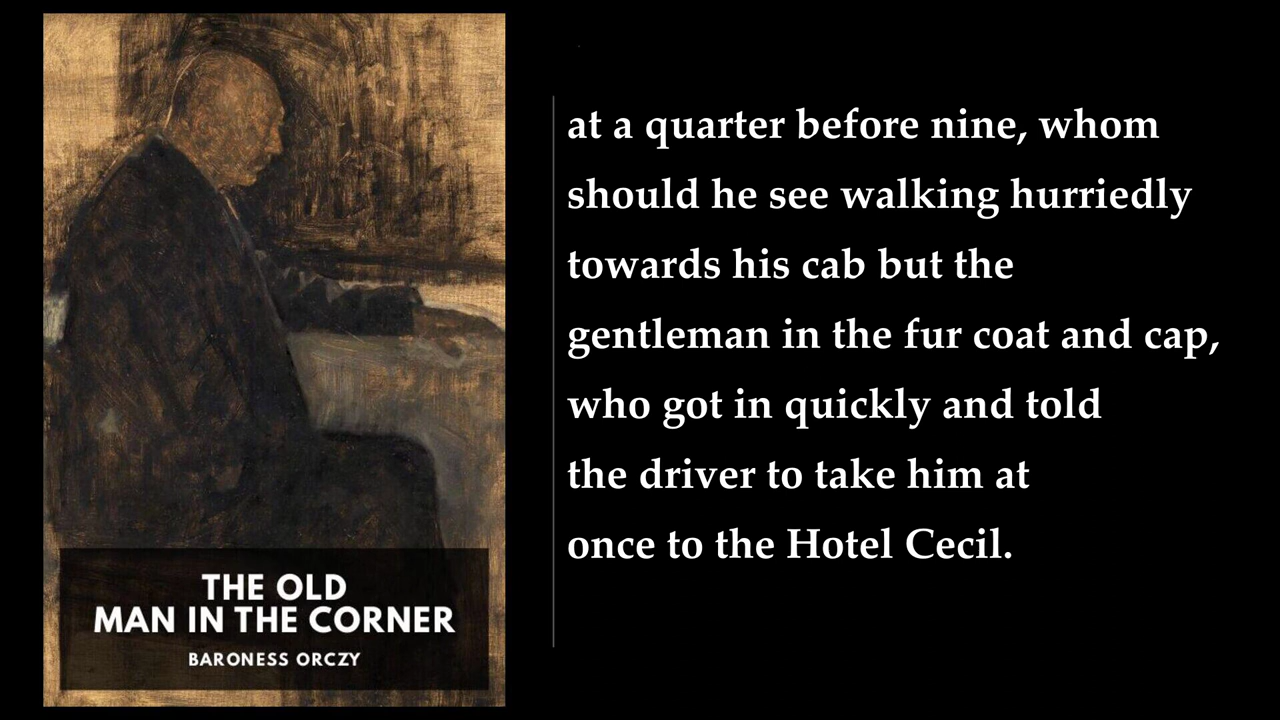 THE OLD
MAN IN THE CORNER
BARONESS ORCZY
at a quarter before nine, whom
should he see walking hurriedly
towards his cab but the
gentleman in the fur coat and cap,
who got in quickly and told
the driver to take him at
once to the Hotel Cecil.